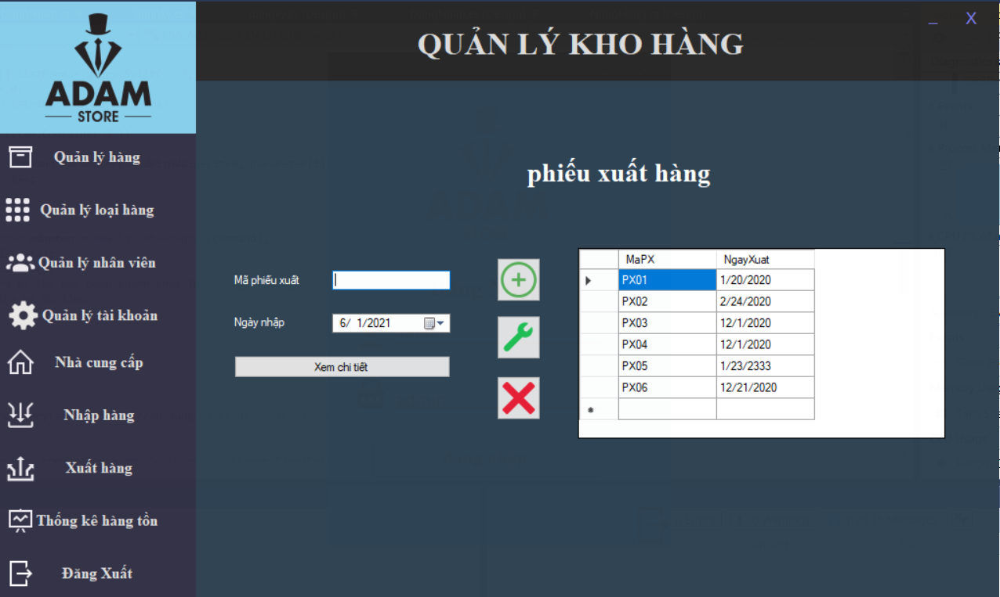 _ X
QUẢN LÝ KHO HÀNG
ADAM
STORE
Quản lý hàng
Quản lý loại hàng
Quản lý nhân viên
Quản lý tài khoản
Nhà cung cấp
Nhập hàng
Xuất hàng
Thống kê hàng tồn
Đăng Xuất
phiếu xuất hàng
Mã phiếu xuất
Ngày nhập 6/ 1/2021
Xem chi tiết
MaPX NgayXuat
PX01 1/20/2020
PX02 2/24/2020
PX03 12/1/2020
PX04 12/1/2020
PX05 1/23/2333
PX06 12/21/2020